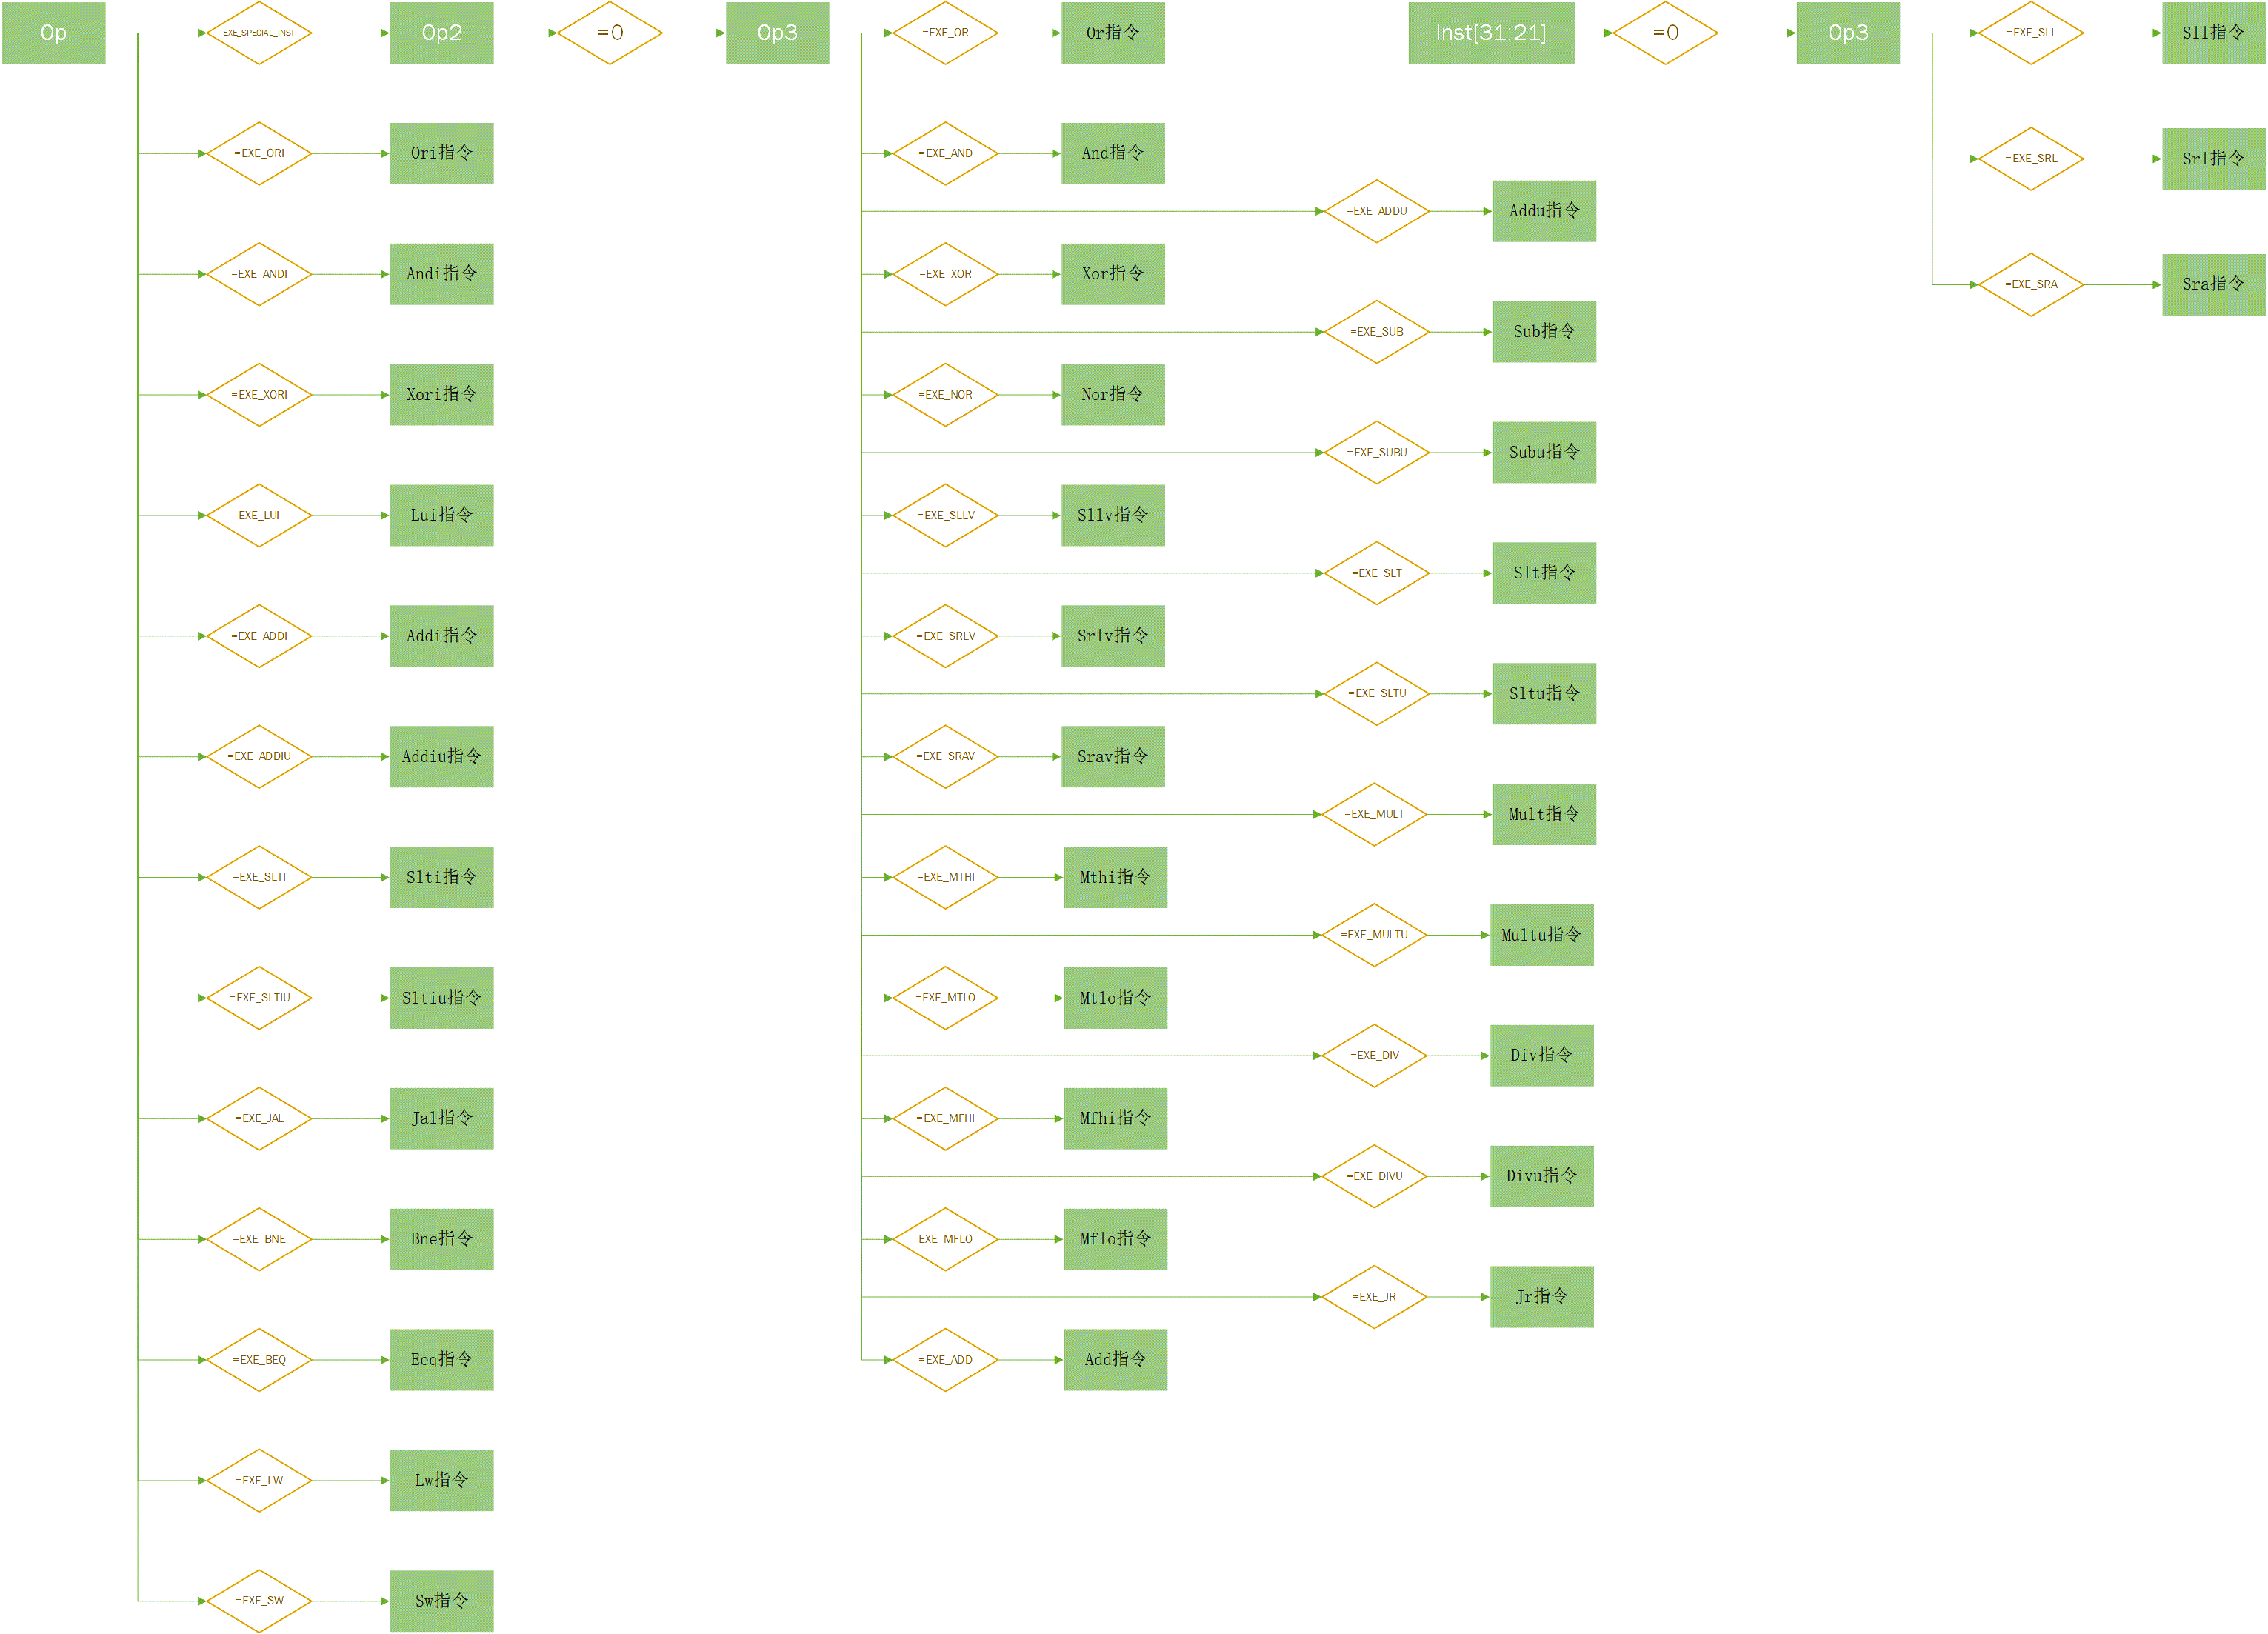 Op
EXE_SPECIAL_INST
Op2
=0
Op3
=EXE_OR
Or指令
Inst[31:21]
=0
Op3
=EXE_SLL
Sll指令
=EXE_ORI
Ori指令
=EXE_AND
And指令
=EXE_SRL
Srl指令
=EXE_ADDU
Addu指令
=EXE_ANDI
Andi指令
=EXE_XOR
Xor指令
=EXE_SRA
Sra指令
=EXE_SUB
Sub指令
=EXE_XORI
Xori指令
=EXE_NOR
Nor指令
=EXE_SUBU
Subu指令
EXE_LUI
Lui指令
=EXE_SLLV
Sllv指令
=EXE_SLT
Slt指令
=EXE_ADDI
Addi指令
=EXE_SRLV
Srlv指令
=EXE_SLTU
Sltu指令
=EXE_ADDIU
Addiu指令
=EXE_SRAV
Srav指令
=EXE_MULT
Mult指令
=EXE_SLTI
Slti指令
=EXE_MTHI
Mthi指令
=EXE_MULTU
Multu指令
=EXE_SLTIU
Sltiu指令
=EXE_MTLO
Mtlo指令
=EXE_DIV
Div指令
=EXE_JAL
Jal指令
=EXE_MFHI
Mfhi指令
=EXE_DIVU
Divu指令
=EXE_BNE
Bne指令
EXE_MFLO
Mflo指令
=EXE_JR
Jr指令
=EXE_BEQ
Eeq指令
=EXE_ADD
Add指令
=EXE_LW
Lw指令
=EXE_SW
Sw指令